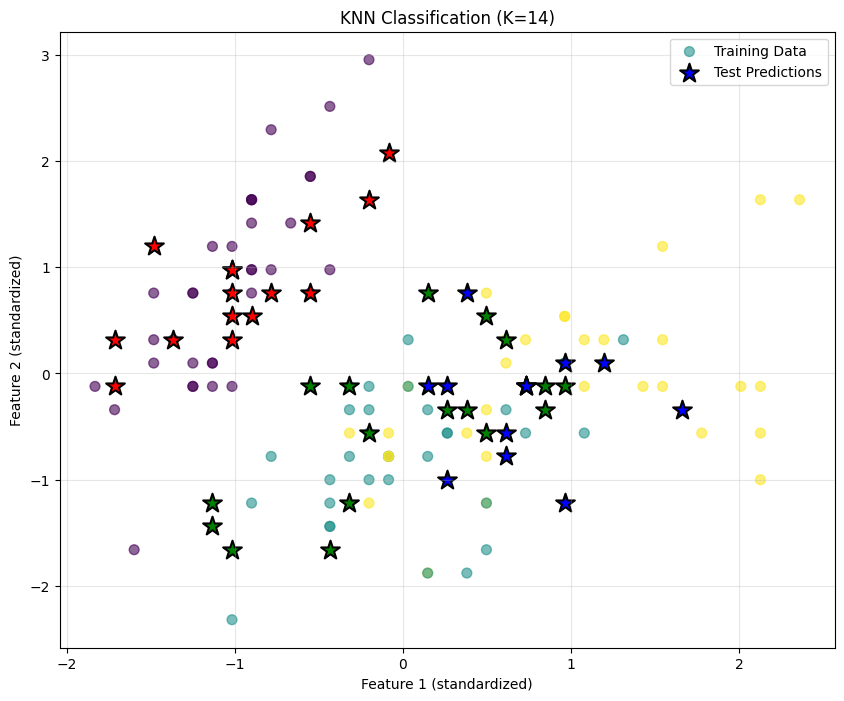 KNN Classification (K=14)
Training Data
Test Predictions
3
2
1
0
−1
−2
Feature 2 (standardized)
−2
−1
0
1
2
Feature 1 (standardized)